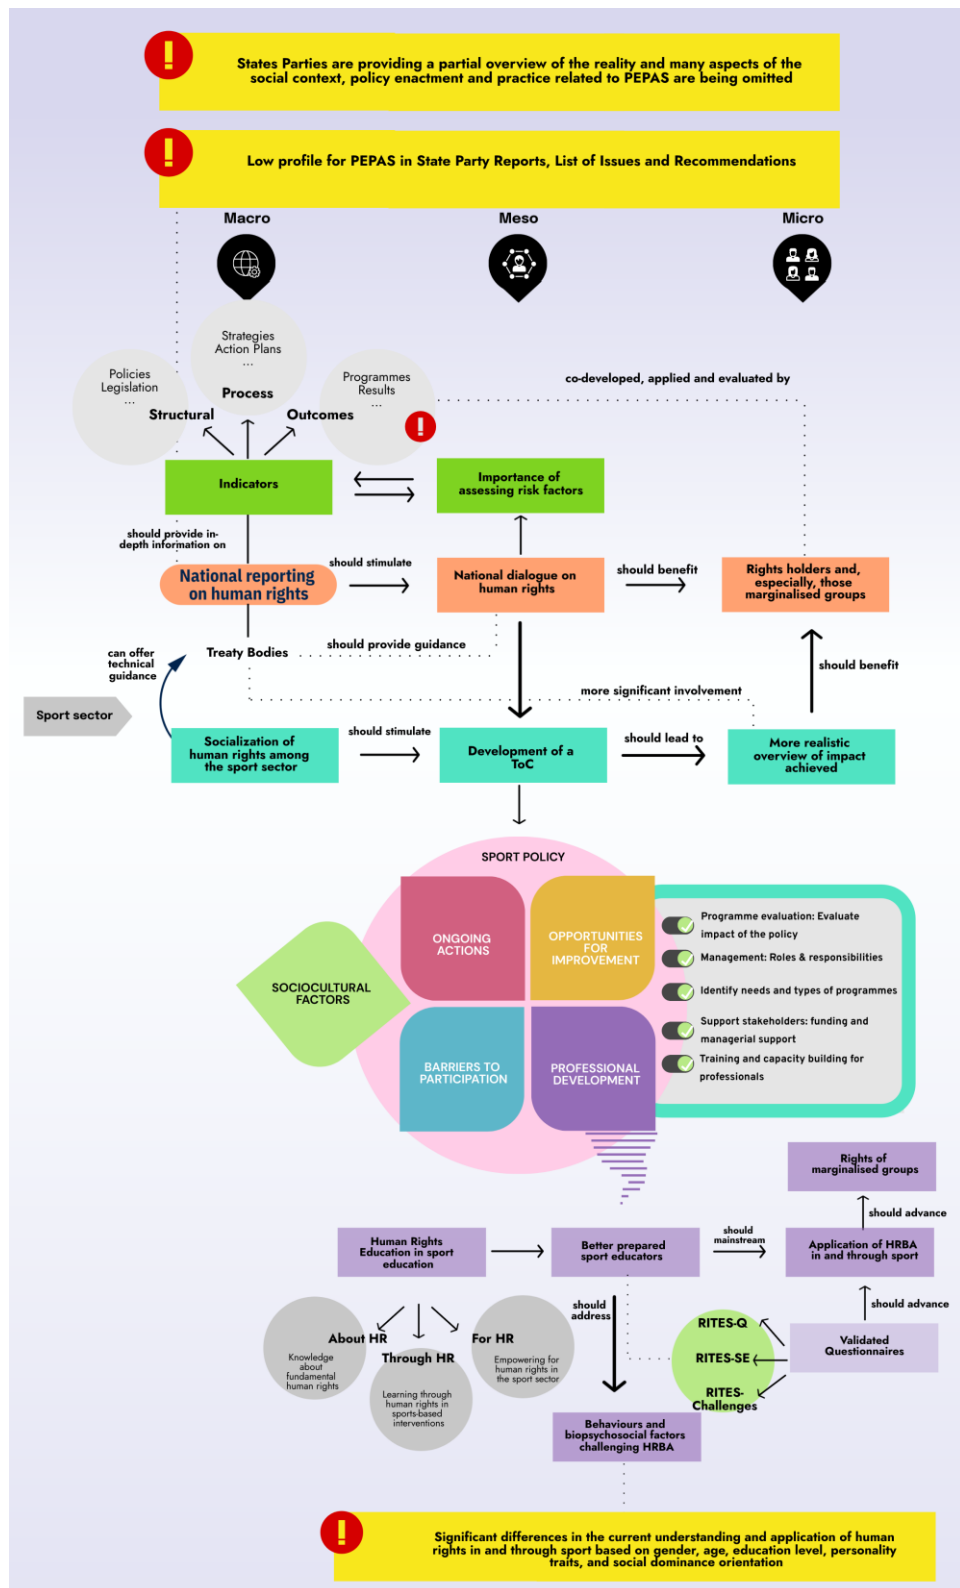 States Parties are providing a partial overview of the reality and many aspects of the
social context, policy enactment and practice related to PEPAS are being omitted
Low profile for PEPAS in State Party Reports, List of Issues and Recommendations
Macro
Meso
Micro
Strategies
Action Plans
...
Process
Policies
Legislation
...
Structural
Programmes
Results
...
Outcomes
co-developed, applied and evaluated by
Indicators
Importance of
assessing risk factors
should provide in-
depth information on
National reporting
on human rights
should stimulate
National dialogue on
human rights
should benefit
Rights holders and,
especially, those
marginalised groups
can offer
technical
guidance
Treaty Bodies
should provide guidance
should benefit
more significant involvement
Sport sector
Socialization of
human rights among
the sport sector
should stimulate
Development of a
ToC
should lead to
More realistic
overview of impact
achieved
SPORT POLICY
ONGOING
ACTIONS
OPPORTUNITIES
FOR
IMPROVEMENT
SOCIOCULTURAL
FACTORS
BARRIERS TO
PARTICIPATION
PROFESSIONAL
DEVELOPMENT
Programme evaluation: Evaluate
impact of the policy
Management: Roles & responsibilities
Identify needs and types of programmes
Support stakeholders: funding and
managerial support
Training and capacity building for
professionals
Rights of
marginalised groups
should advance
Human Rights
Education in sport
education
Better prepared
sport educators
should
mainstream
Application of HRBA
in and through sport
should advance
should
address
About HR
Knowledge
about
fundamental
human rights
Through HR
Learning through
human rights in
sports-based
interventions
For HR
Empowering for
human rights in
the sport sector
RITES-Q
RITES-SE
RITES-
Challenges
Validated
Questionnaires
Behaviours and
biopsychosocial factors
challenging HRBA
Significant differences in the current understanding and application of human
rights in and through sport based on gender, age, education level, personality
traits, and social dominance orientation